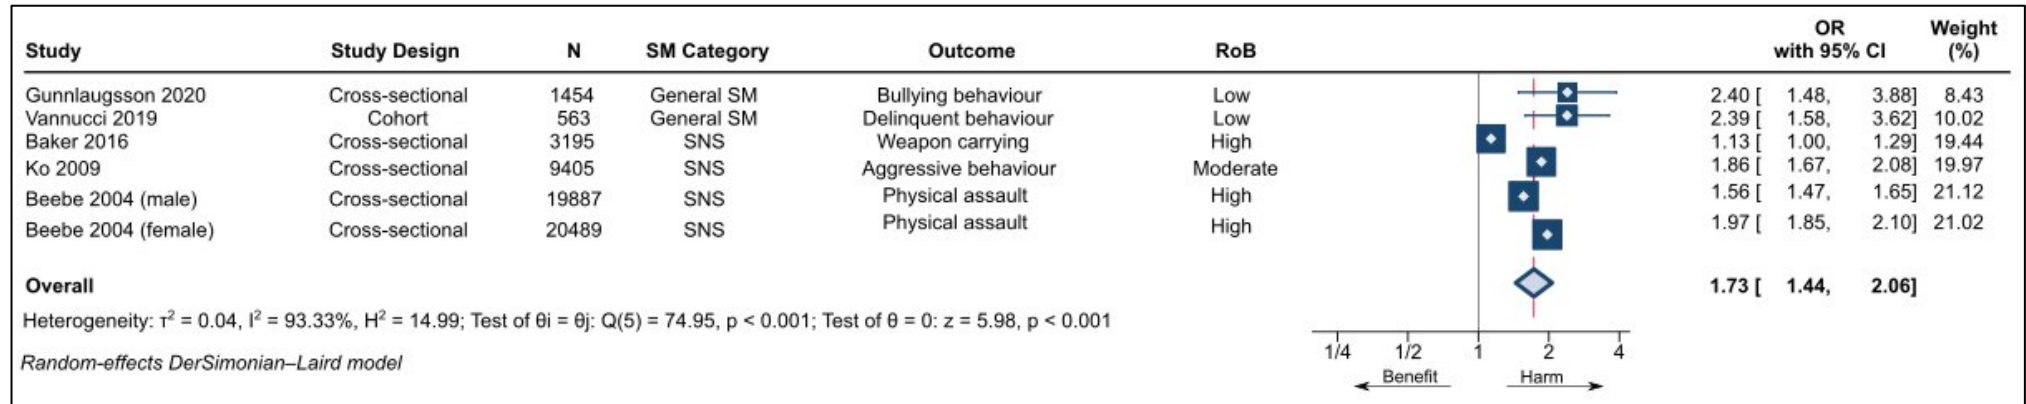 Study Study Design N SM Category Outcome RoB OR with 95% CI Weight (%)
Gunnlaugsson 2020 Cross-sectional 1454 General SM Bullying behaviour Low 2.40 [ 1.48, 3.88] 8.43
Vannucci 2019 Cohort 563 General SM Delinquent behaviour Low 2.39 [ 1.58, 3.62] 10.02
Baker 2016 Cross-sectional 3195 SNS Weapon carrying High 1.13 [ 1.00, 1.29] 19.44
Ko 2009 Cross-sectional 9405 SNS Aggressive behaviour Moderate 1.86 [ 1.67, 2.08] 19.97
Beebe 2004 (male) Cross-sectional 19887 SNS Physical assault High 1.56 [ 1.47, 1.65] 21.12
Beebe 2004 (female) Cross-sectional 20489 SNS Physical assault High 1.97 [ 1.85, 2.10] 21.02
Overall 1.73 [ 1.44, 2.06]
Heterogeneity: τ² = 0.04, I² = 93.33%, H² = 14.99; Test of θi = θj: Q(5) = 74.95, p < 0.001; Test of θ = 0: z = 5.98, p < 0.001
1/4 1/2 1 2 4
Random-effects DerSimonian–Laird model
Benefit Harm